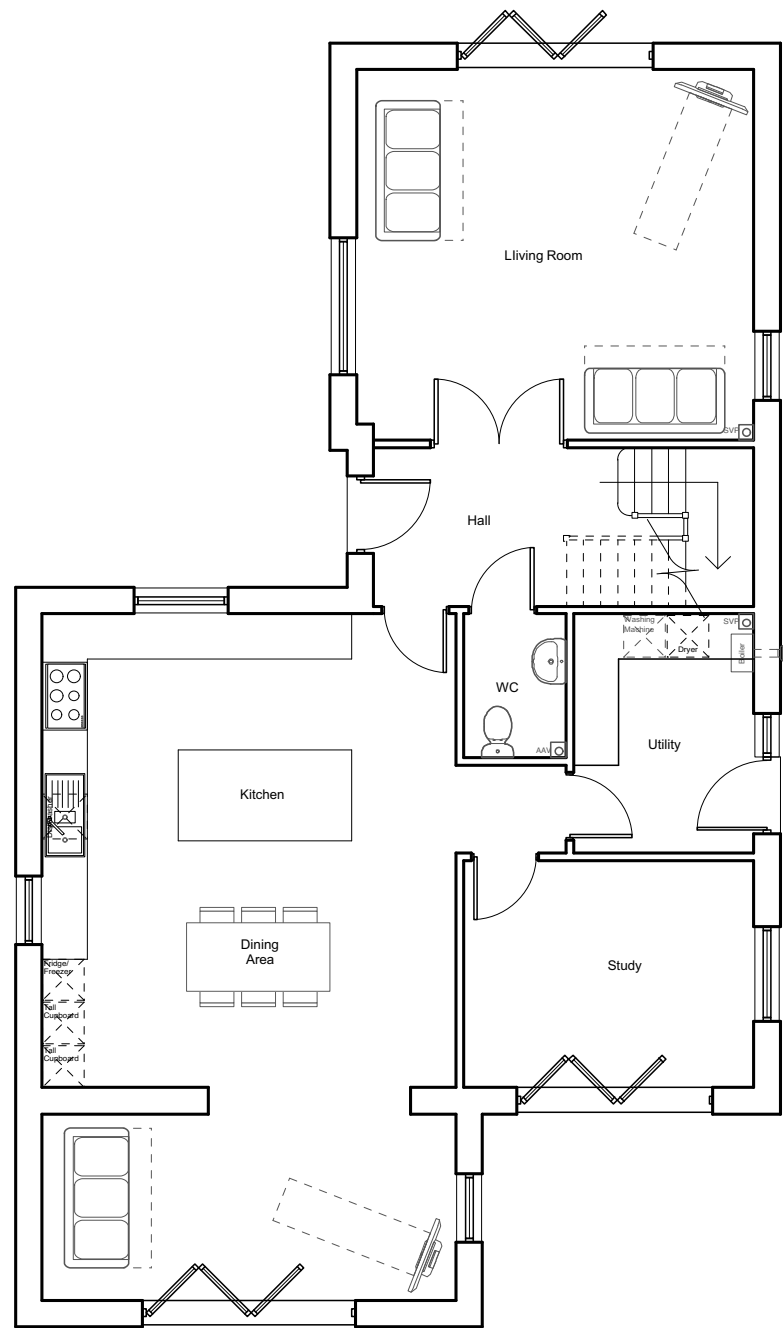 Lliving Room
SVP
Hall
Washing
Machine
Dryer
SVP
Boiler
WC
AAV
Utility
Kitchen
Dishwasher
Dining
Area
Fridge/
Freezer
Tall
Cupboard
Tall
Cupboard
Study